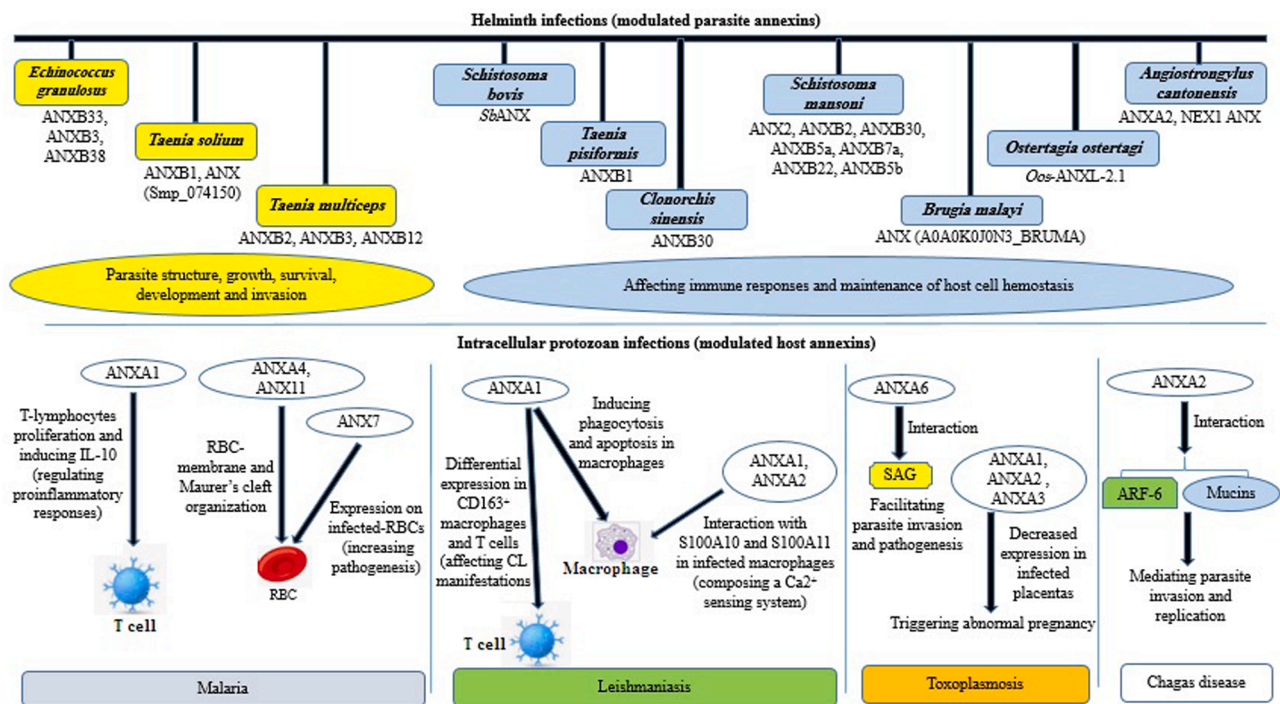 Helminth infections (modulated parasite annexins)
Echinococcus
granulosus
ANXB33,
ANXB3,
ANXB38
Taenia solium
ANXB1, ANX
(Smp_074150)
Taenia multiceps
ANXB2, ANXB3, ANXB12
Schistosoma
bovis
SbANX
Taenia
pisiformis
ANXB1
Clonorchis
sinensis
ANXB30
Schistosoma
mansoni
ANX2, ANXB2, ANXB30,
ANXB5a, ANXB7a,
ANXB22, ANXB5b
Brugia malayi
ANX (A0A0K0J0N3_BRUMA)
Ostertagia ostertagi
Oos-ANXL-2.1
Angiostrongylus
cantonensis
ANXA2, NEX1 ANX
Parasite structure, growth, survival,
development and invasion
Affecting immune responses and maintenance of host cell hemostasis
Intracellular protozoan infections (modulated host annexins)
ANXA1
T-lymphocytes
proliferation and
inducing IL-10
(regulating
proinflammatory
responses)
T cell
ANXA4,
ANX11
RBC-
membrane and
Maurer’s cleft
organization
ANX7
Expression on
infected-RBCs
(increasing
pathogenesis)
RBC
Malaria
ANXA1
Differential
expression in
CD163+
macrophages
and T cells
(affecting CL
manifestations)
T cell
Inducing
phagocytosis
and apoptosis in
macrophages
Macrophage
ANXA1,
ANXA2
Interaction with
S100A10 and S100A11
in infected macrophages
(composing a Ca2+
sensing system)
Leishmaniasis
ANXA6
Interaction
SAG
Facilitating
parasite invasion
and pathogenesis
ANXA1,
ANXA2 ,
ANXA3
Decreased
expression in
infected
placentas
Triggering abnormal pregnancy
Toxoplasmosis
ANXA2
Interaction
ARF-6
Mucins
Mediating parasite
invasion and
replication
Chagas disease